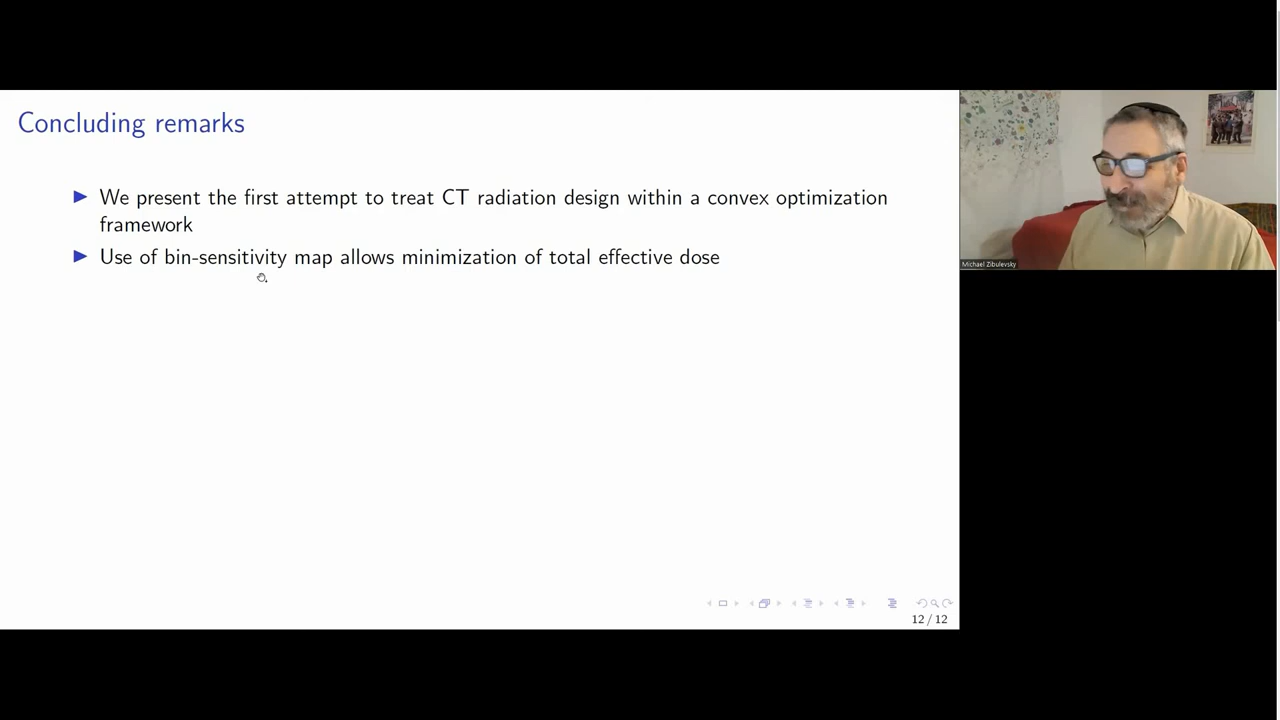 Concluding remarks
We present the first attempt to treat CT radiation design within a convex optimization
framework
Use of bin-sensitivity map allows minimization of total effective dose
12 / 12
Michael Zibulevsky